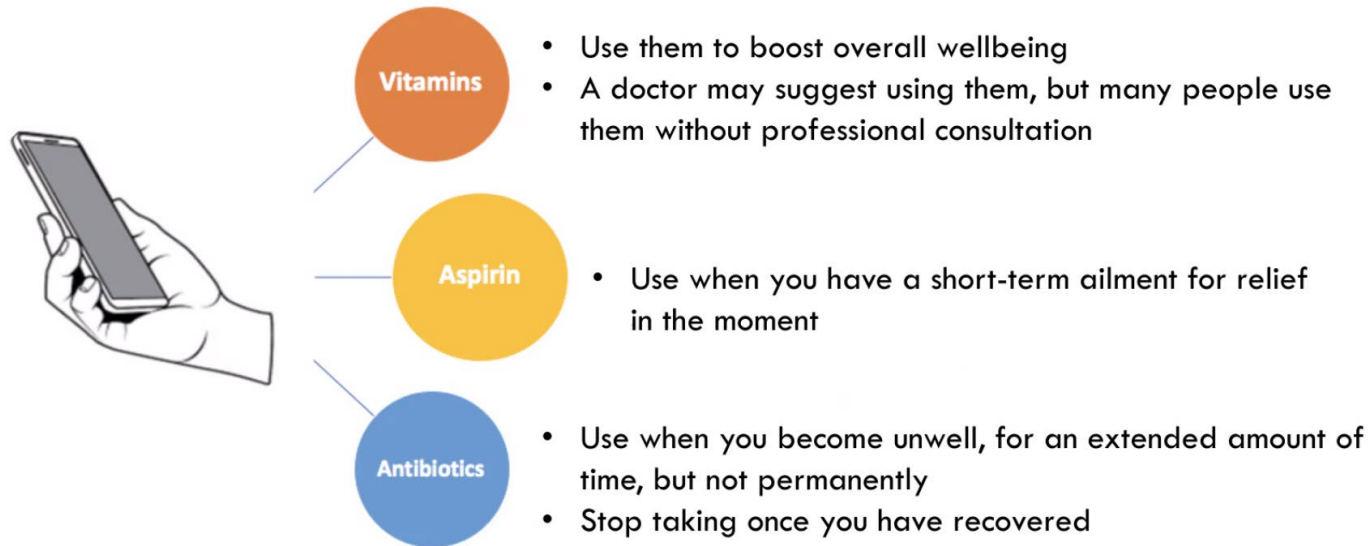 Vitamins
• Use them to boost overall wellbeing
• A doctor may suggest using them, but many people use
them without professional consultation
Aspirin
• Use when you have a short-term ailment for relief
in the moment
Antibiotics
• Use when you become unwell, for an extended amount of
time, but not permanently
• Stop taking once you have recovered